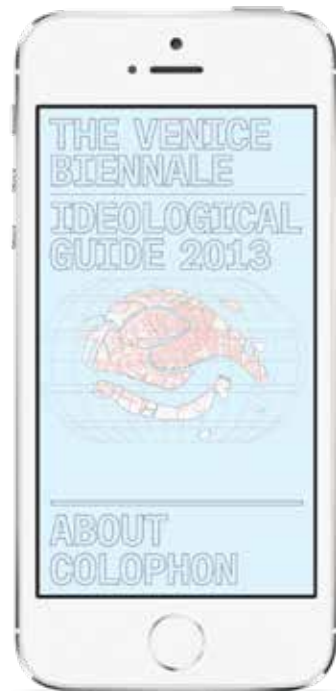 THE VENICE
BIENNALE
IDEOLOGICAL
GUIDE 2013
ABOUT
COLOPHON